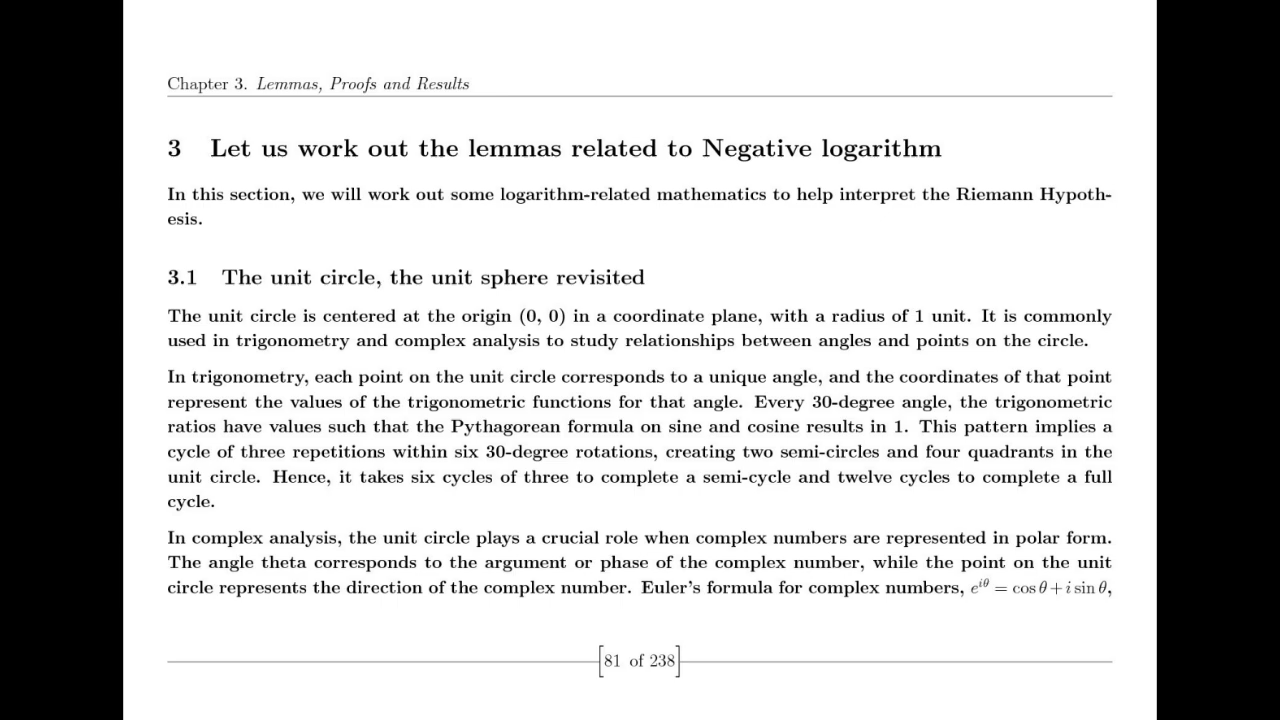 Chapter 3. Lemmas, Proofs and Results
3 Let us work out the lemmas related to Negative logarithm
In this section, we will work out some logarithm-related mathematics to help interpret the Riemann Hypoth-
esis.
3.1 The unit circle, the unit sphere revisited
The unit circle is centered at the origin (0, 0) in a coordinate plane, with a radius of 1 unit. It is commonly
used in trigonometry and complex analysis to study relationships between angles and points on the circle.
In trigonometry, each point on the unit circle corresponds to a unique angle, and the coordinates of that point
represent the values of the trigonometric functions for that angle. Every 30-degree angle, the trigonometric
ratios have values such that the Pythagorean formula on sine and cosine results in 1. This pattern implies a
cycle of three repetitions within six 30-degree rotations, creating two semi-circles and four quadrants in the
unit circle. Hence, it takes six cycles of three to complete a semi-cycle and twelve cycles to complete a full
cycle.
In complex analysis, the unit circle plays a crucial role when complex numbers are represented in polar form.
The angle theta corresponds to the argument or phase of the complex number, while the point on the unit
circle represents the direction of the complex number. Euler's formula for complex numbers, $e^{i\theta} = \cos\theta + i\sin\theta$,
81 of 238